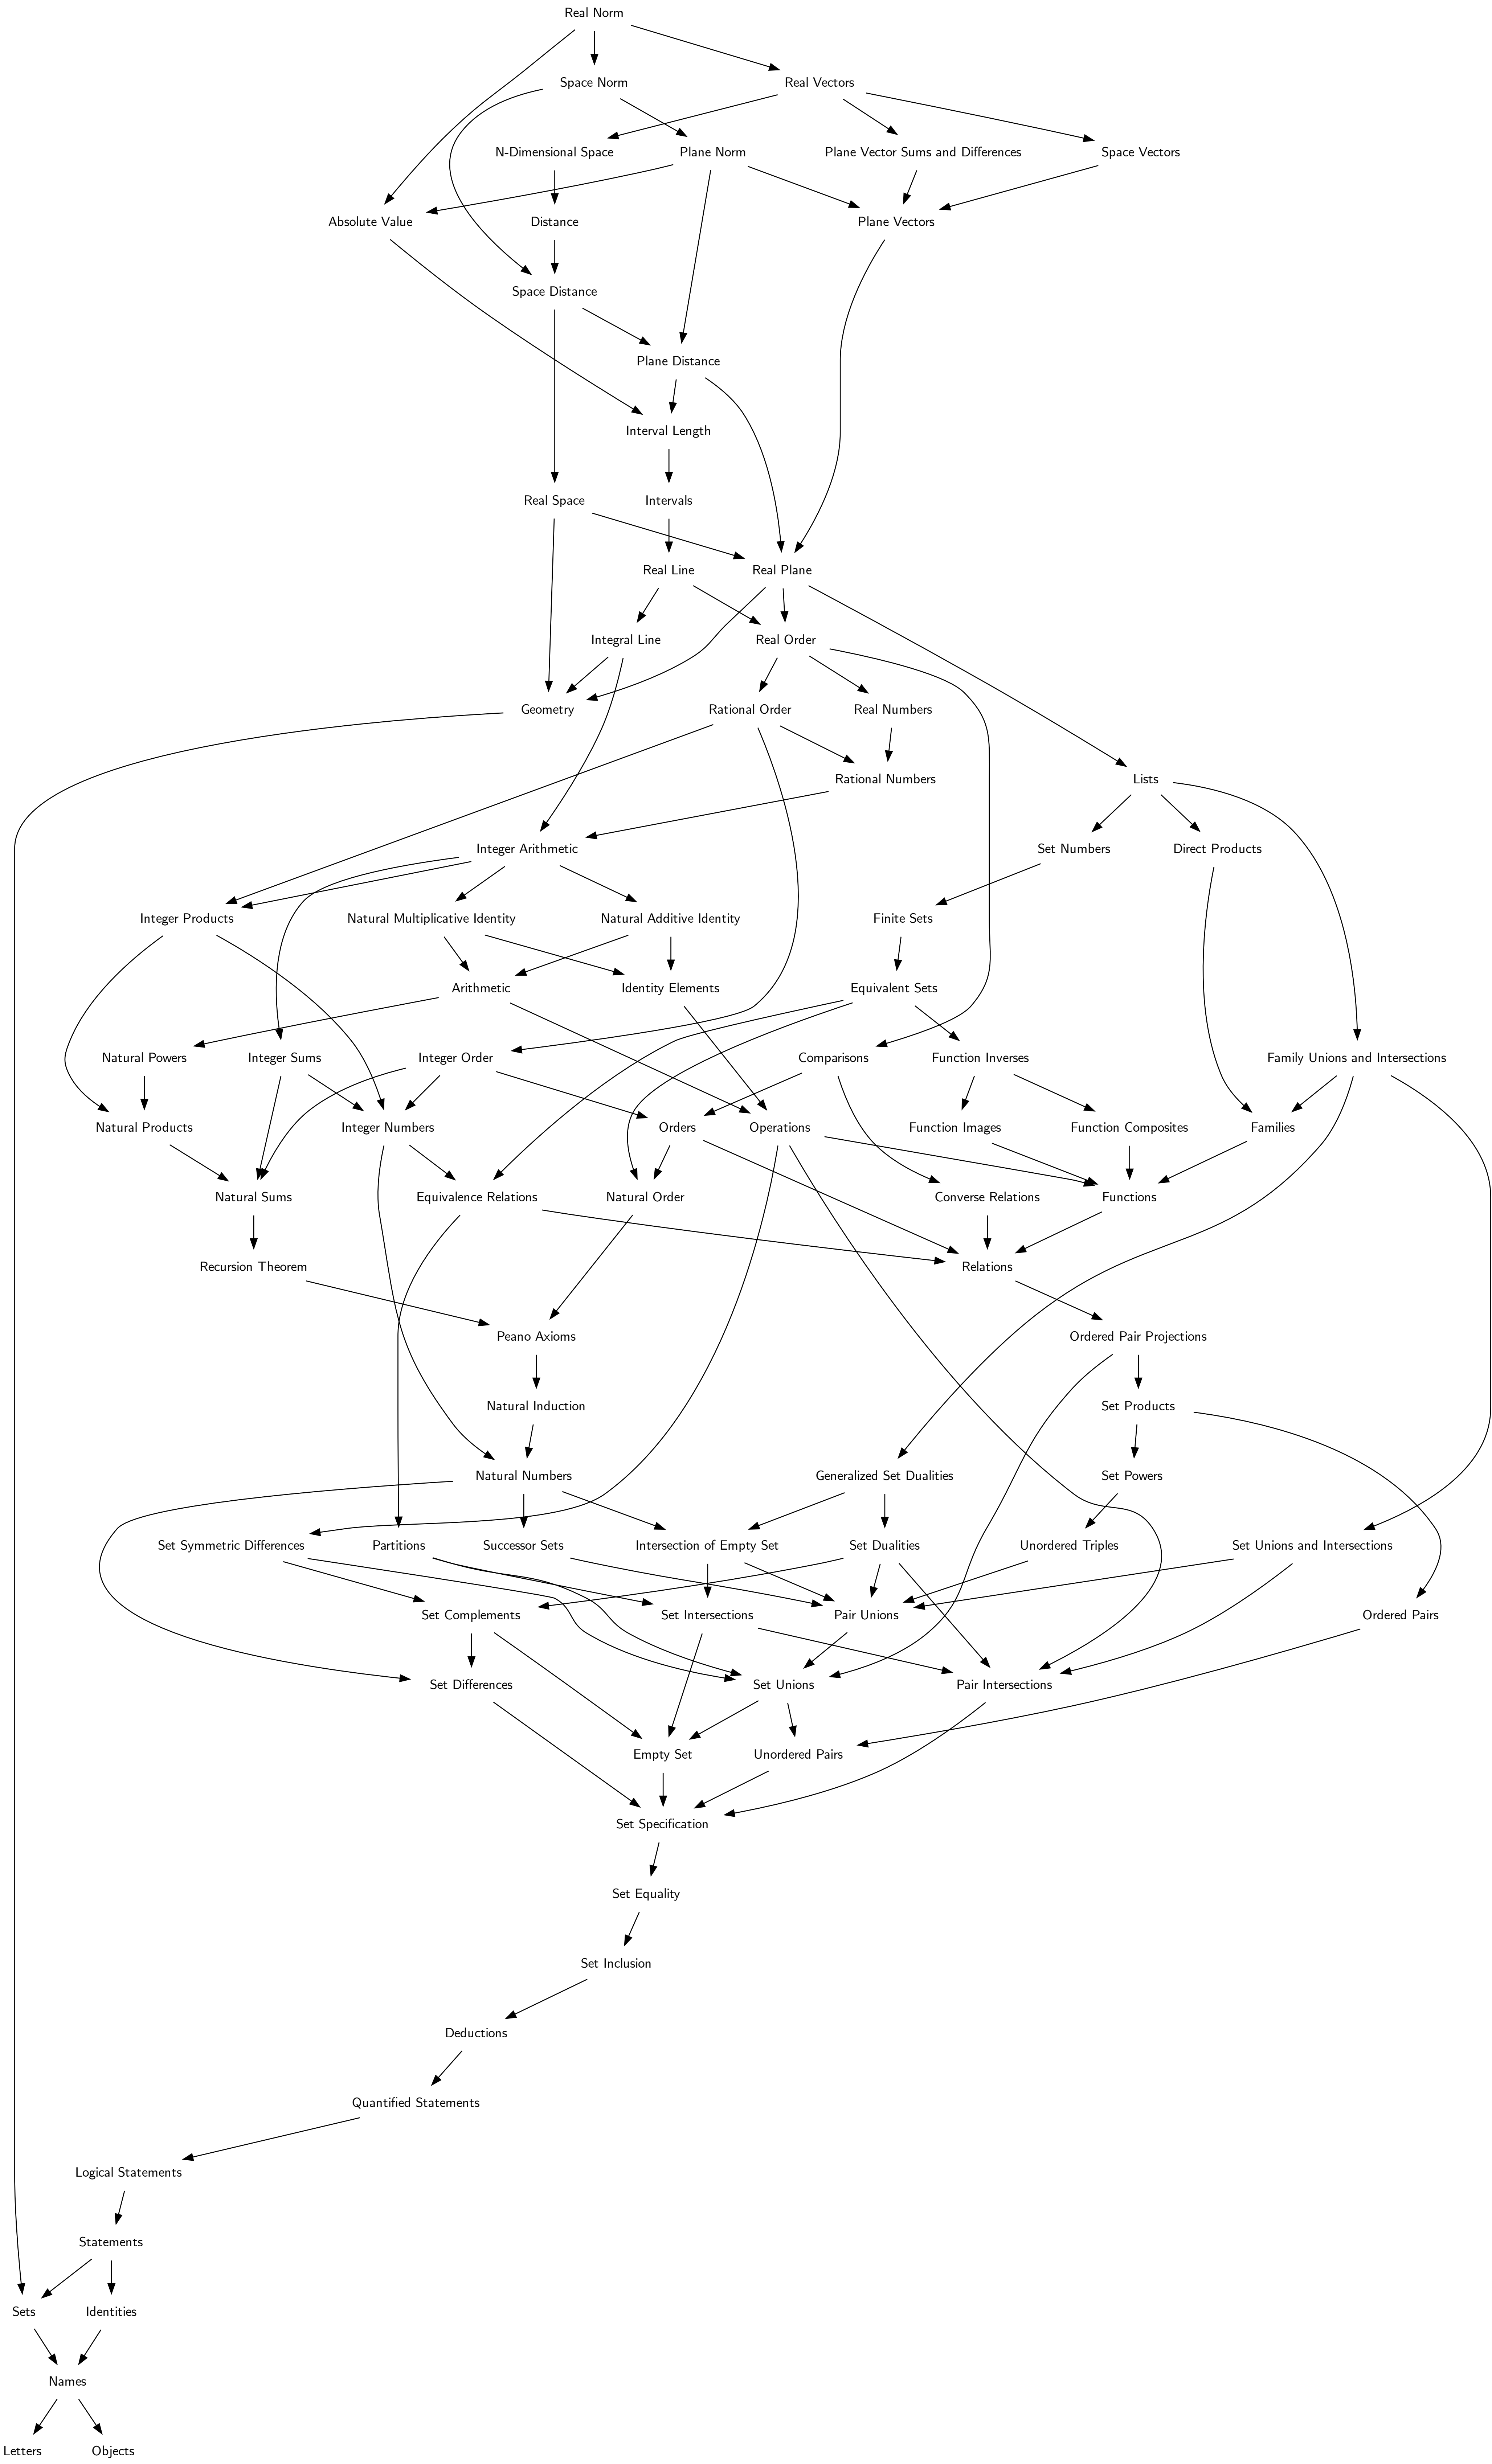 Real Norm
Space Norm
Real Vectors
N-Dimensional Space
Plane Norm
Plane Vector Sums and Differences
Space Vectors
Absolute Value
Distance
Plane Vectors
Space Distance
Plane Distance
Interval Length
Real Space
Intervals
Real Line
Real Plane
Integral Line
Real Order
Geometry
Rational Order
Real Numbers
Rational Numbers
Lists
Integer Arithmetic
Set Numbers
Direct Products
Integer Products
Natural Multiplicative Identity
Natural Additive Identity
Finite Sets
Arithmetic
Identity Elements
Equivalent Sets
Natural Powers
Integer Sums
Integer Order
Comparisons
Function Inverses
Family Unions and Intersections
Natural Products
Integer Numbers
Orders
Operations
Function Images
Function Composites
Families
Natural Sums
Equivalence Relations
Natural Order
Converse Relations
Functions
Recursion Theorem
Relations
Peano Axioms
Ordered Pair Projections
Natural Induction
Set Products
Natural Numbers
Generalized Set Dualities
Set Powers
Set Symmetric Differences
Partitions
Successor Sets
Intersection of Empty Set
Set Dualities
Unordered Triples
Set Unions and Intersections
Set Complements
Set Intersections
Pair Unions
Ordered Pairs
Set Differences
Set Unions
Pair Intersections
Empty Set
Unordered Pairs
Set Specification
Set Equality
Set Inclusion
Deductions
Quantified Statements
Logical Statements
Statements
Sets
Identities
Names
Letters
Objects